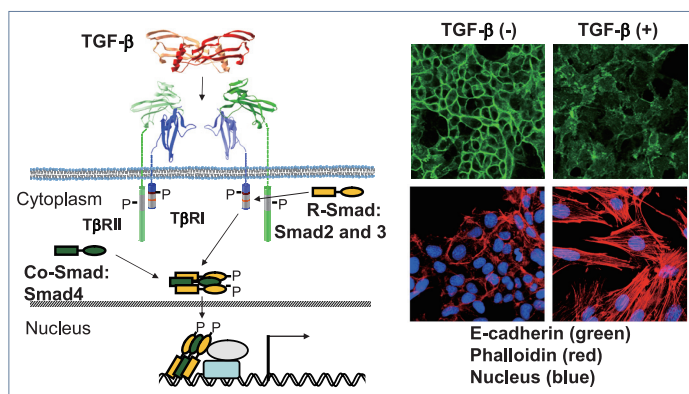 TGF-β
P
P
Cytoplasm
P-
TβRII
TβRI
P-
-P
R-Smad:
Smad2 and 3
Co-Smad:
Smad4
P
P
Nucleus
P P
TGF-β (-)
TGF-β (+)
E-cadherin (green)
Phalloidin (red)
Nucleus (blue)